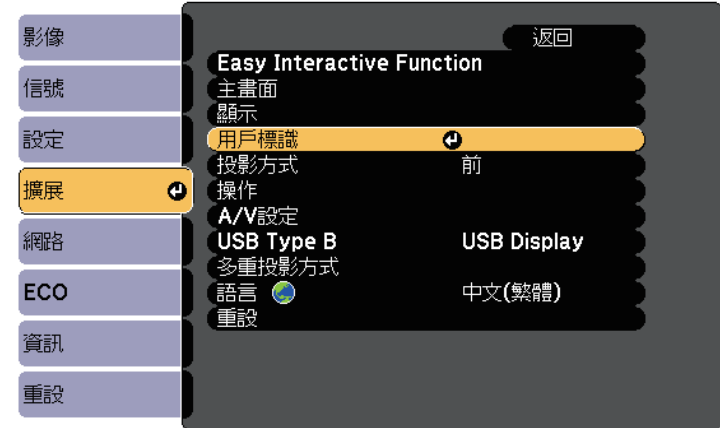 影像
信號
設定
擴展
網路
ECO
資訊
重設
返回
Easy Interactive Function
主畫面
顯示
用戶標識
投影方式 前
操作
A/V設定
USB Type B USB Display
多重投影方式
語言 中文(繁體)
重設